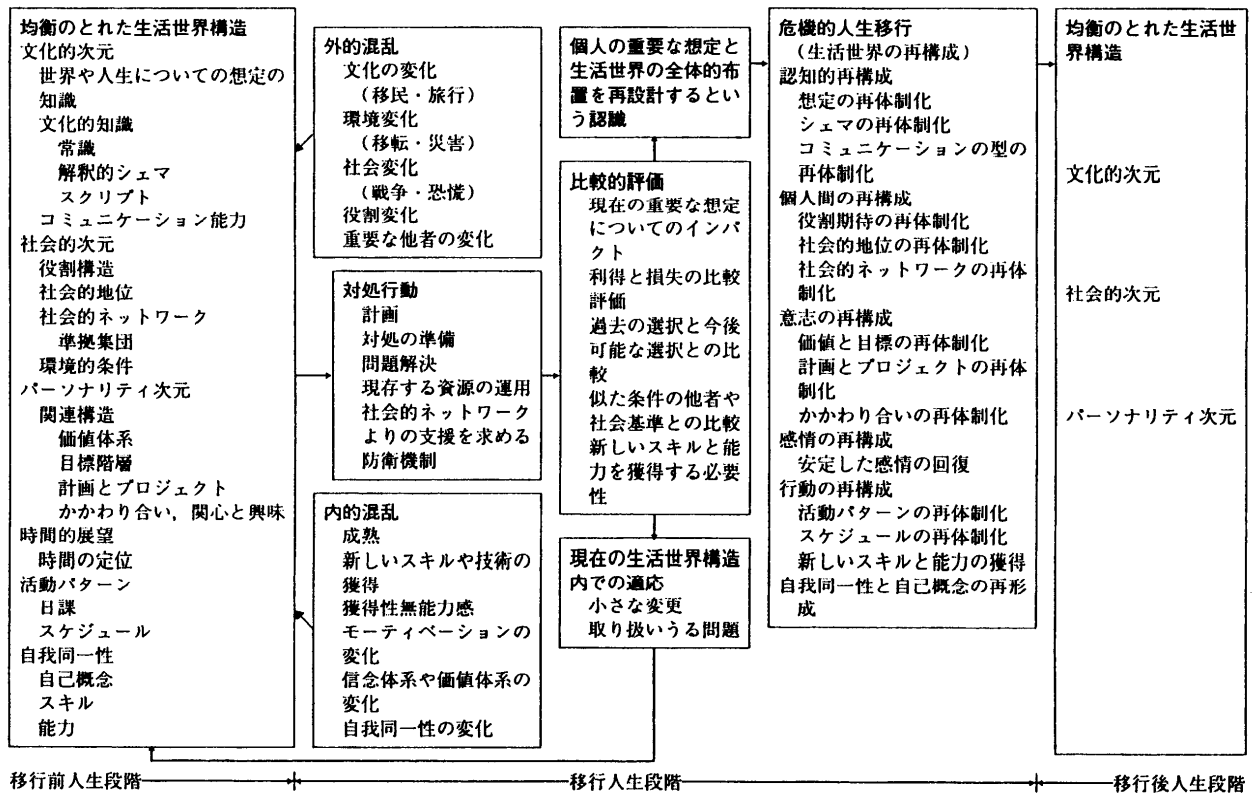 均衡のとれた生活世界構造
文化的次元
世界や人生についての想定の
知識
文化的知識
常識
解釈的シェマ
スクリプト
コミュニケーション能力
社会的次元
役割構造
社会的地位
社会的ネットワーク
準拠集団
環境的条件
パーソナリティ次元
関連構造
価値体系
目標階層
計画とプロジェクト
かかわり合い,関心と興味
時間的展望
時間の定位
活動パターン
日課
スケジュール
自我同一性
自己概念
スキル
能力
外的混乱
文化の変化
(移民・旅行)
環境変化
(移転・災害)
社会変化
(戦争・恐慌)
役割変化
重要な他者の変化
対処行動
計画
対処の準備
問題解決
現存する資源の運用
社会的ネットワーク
よりの支援を求める
防衛機制
内的混乱
成熟
新しいスキルや技術の
獲得
獲得性無能力感
モーティベーションの
変化
信念体系や価値体系の
変化
自我同一性の変化
個人の重要な想定と
生活世界の全体的布
置を再設計するとい
う認識
比較的評価
現在の重要な想定
についてのインパ
クト
利得と損失の比較
評価
過去の選択と今後
可能な選択との比
較
似た条件の他者や
社会基準との比較
新しいスキルと能
力を獲得する必要
性
現在の生活世界構造
内での適応
小さな変更
取り扱いうる問題
危機的人生移行
(生活世界の再構成)
認知的再構成
想定の再体制化
シェマの再体制化
コミュニケーションの型の
再体制化
個人間の再構成
役割期待の再体制化
社会的地位の再体制化
社会的ネットワークの再体
制化
意志の再構成
価値と目標の再体制化
計画とプロジェクトの再体
制化
かかわり合いの再体制化
感情の再構成
安定した感情の回復
行動の再構成
活動パターンの再体制化
スケジュールの再体制化
新しいスキルと能力の獲得
自我同一性と自己概念の再形
成
均衡のとれた生活世
界構造
文化的次元
社会的次元
パーソナリティ次元
移行前人生段階
移行人生段階
移行後人生段階